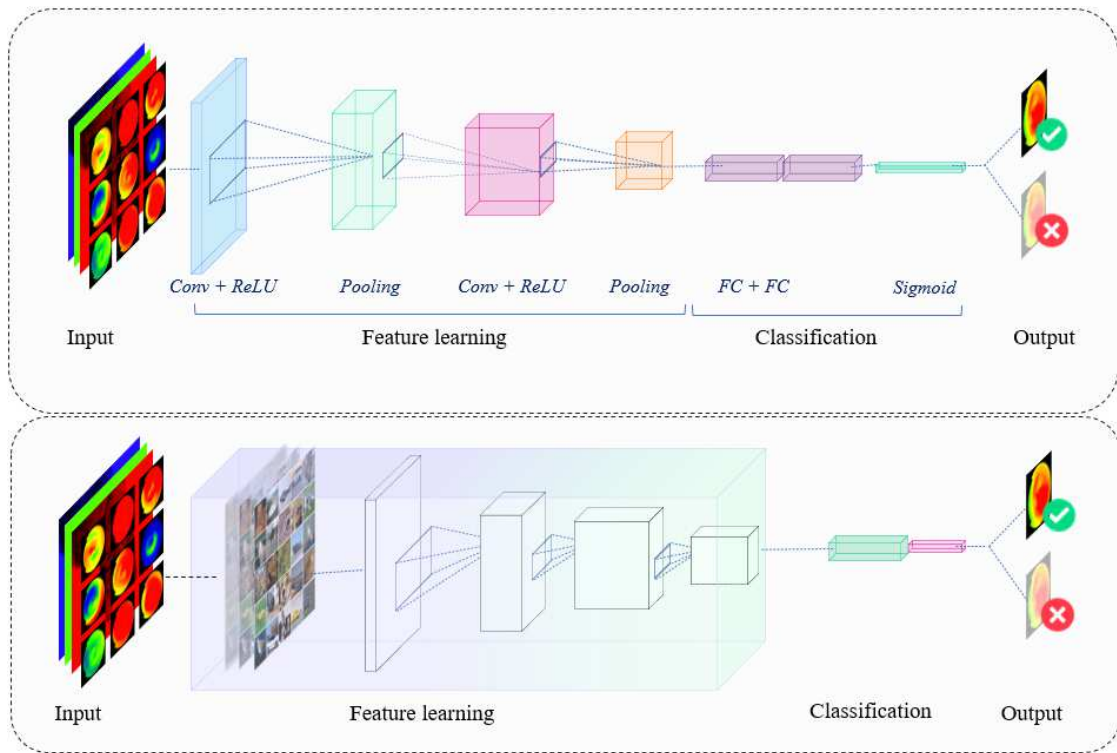 Conv + ReLU Pooling Conv + ReLU Pooling FC + FC Sigmoid
Input Feature learning Classification Output
Input Feature learning Classification Output